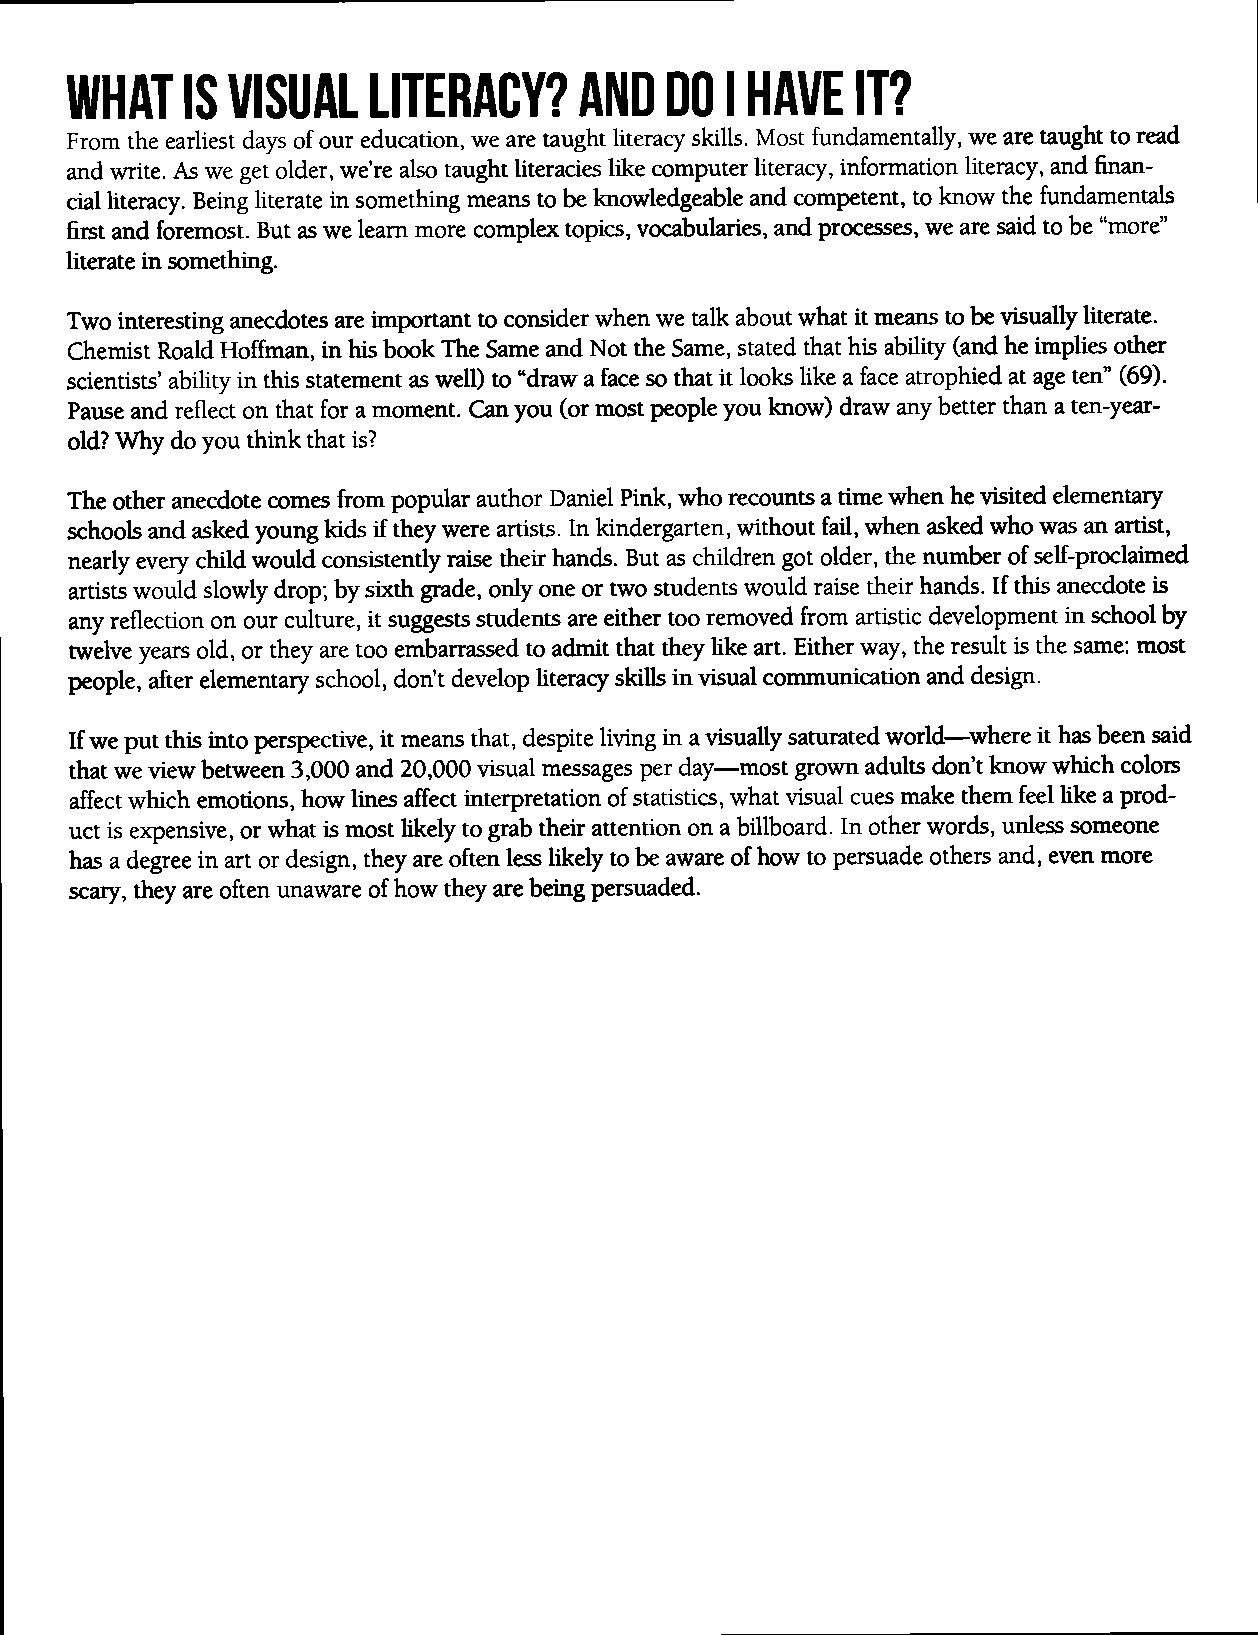 WHAT IS VISUAL LITERACY? AND DO I HAVE IT?
From the earliest days of our education, we are taught literacy skills. Most fundamentally, we are taught to read
and write. As we get older, we're also taught literacies like computer literacy, information literacy, and finan-
cial literacy. Being literate in something means to be knowledgeable and competent, to know the fundamentals
first and foremost. But as we learn more complex topics, vocabularies, and processes, we are said to be “more”
literate in something.
Two interesting anecdotes are important to consider when we talk about what it means to be visually literate.
Chemist Roald Hoffman, in his book The Same and Not the Same, stated that his ability (and he implies other
scientists’ ability in this statement as well) to “draw a face so that it looks like a face atrophied at age ten” (69).
Pause and reflect on that for a moment. Can you (or most people you know) draw any better than a ten-year-
old? Why do you think that is?
The other anecdote comes from popular author Daniel Pink, who recounts a time when he visited elementary
schools and asked young kids if they were artists. In kindergarten, without fail, when asked who was an artist,
nearly every child would consistently raise their hands. But as children got older, the number of self-proclaimed
artists would slowly drop; by sixth grade, only one or two students would raise their hands. If this anecdote is
any reflection on our culture, it suggests students are either too removed from artistic development in school by
twelve years old, or they are too embarrassed to admit that they like art. Either way, the result is the same: most
people, after elementary school, don't develop literacy skills in visual communication and design.
If we put this into perspective, it means that, despite living in a visually saturated world—where it has been said
that we view between 3,000 and 20,000 visual messages per day—most grown adults don't know which colors
affect which emotions, how lines affect interpretation of statistics, what visual cues make them feel like a prod-
uct is expensive, or what is most likely to grab their attention on a billboard. In other words, unless someone
has a degree in art or design, they are often less likely to be aware of how to persuade others and, even more
scary, they are often unaware of how they are being persuaded.